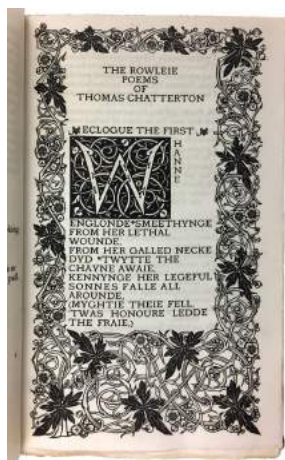 THE ROWLEIE
POEMS
OF
THOMAS CHATTERTON
ECLOGUE THE FIRST
WHANNE
ENGLONDE*SMEETHYNGE
FROM HER LETHAL
WOUNDE,
FROM HER GALLED NECKE
DYD *TWYTTE THE
CHAYNE AWAIE,
KENNYNGE HER LEGEFUL
SONNES FALLE ALL
AROUNDE,
(MYGHTIE THEIE FELL,
'TWAS HONOURE LEDDE
THE FRAIE,)